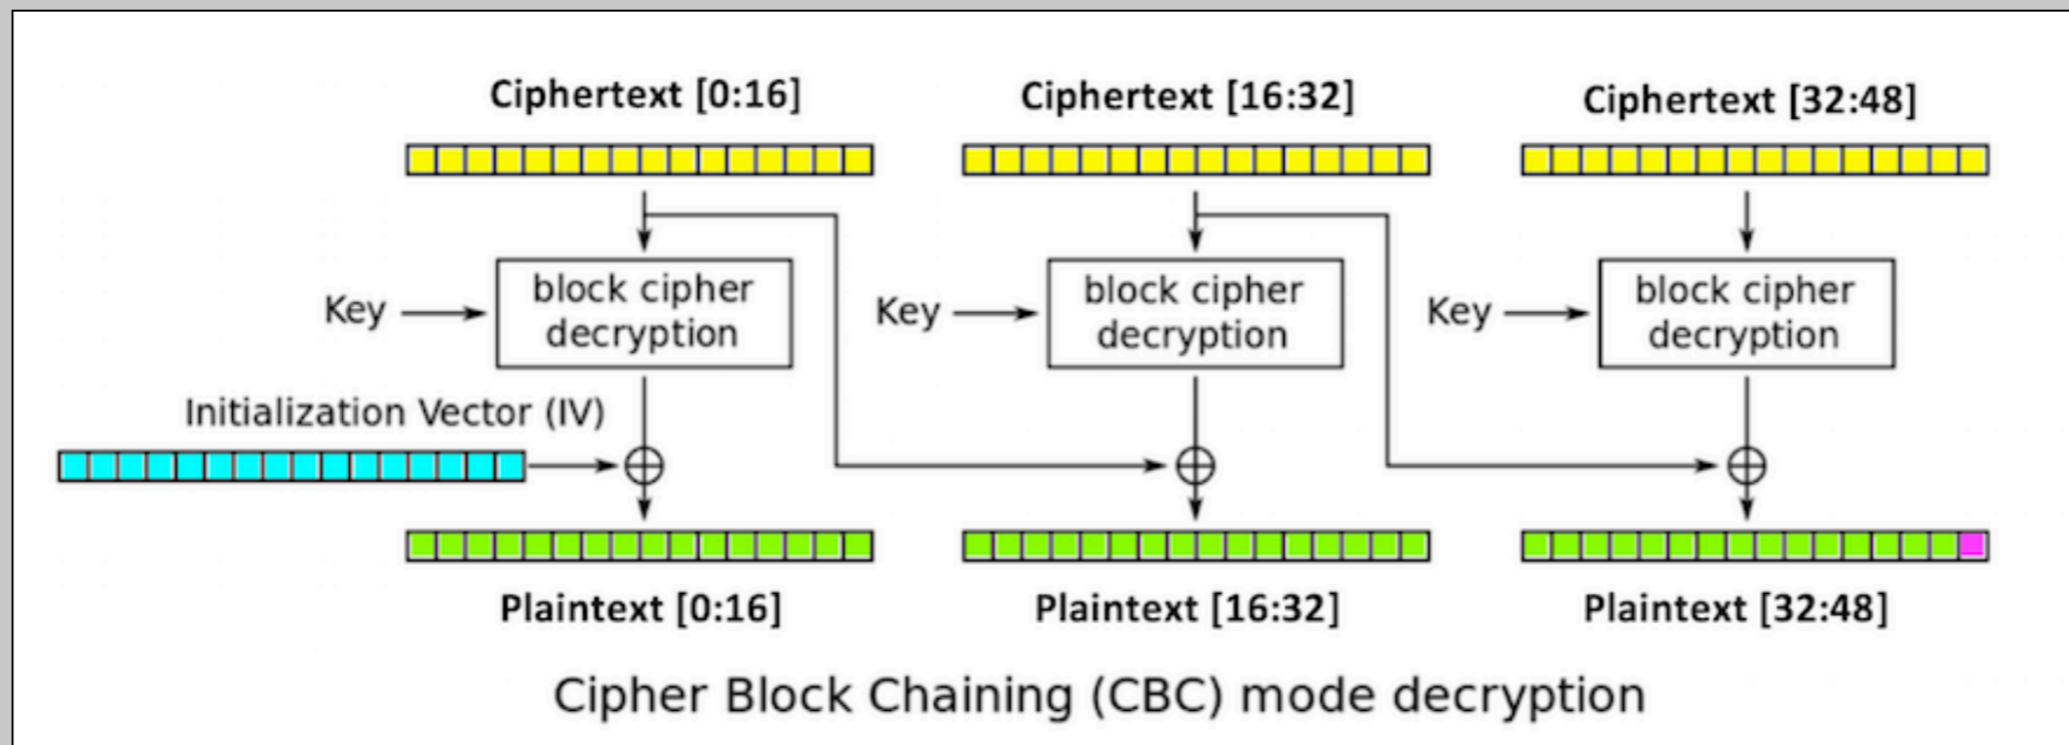 Ciphertext [0:16]
Ciphertext [16:32]
Ciphertext [32:48]
Key
block cipher
decryption
Key
block cipher
decryption
Key
block cipher
decryption
Initialization Vector (IV)
Plaintext [0:16]
Plaintext [16:32]
Plaintext [32:48]
Cipher Block Chaining (CBC) mode decryption